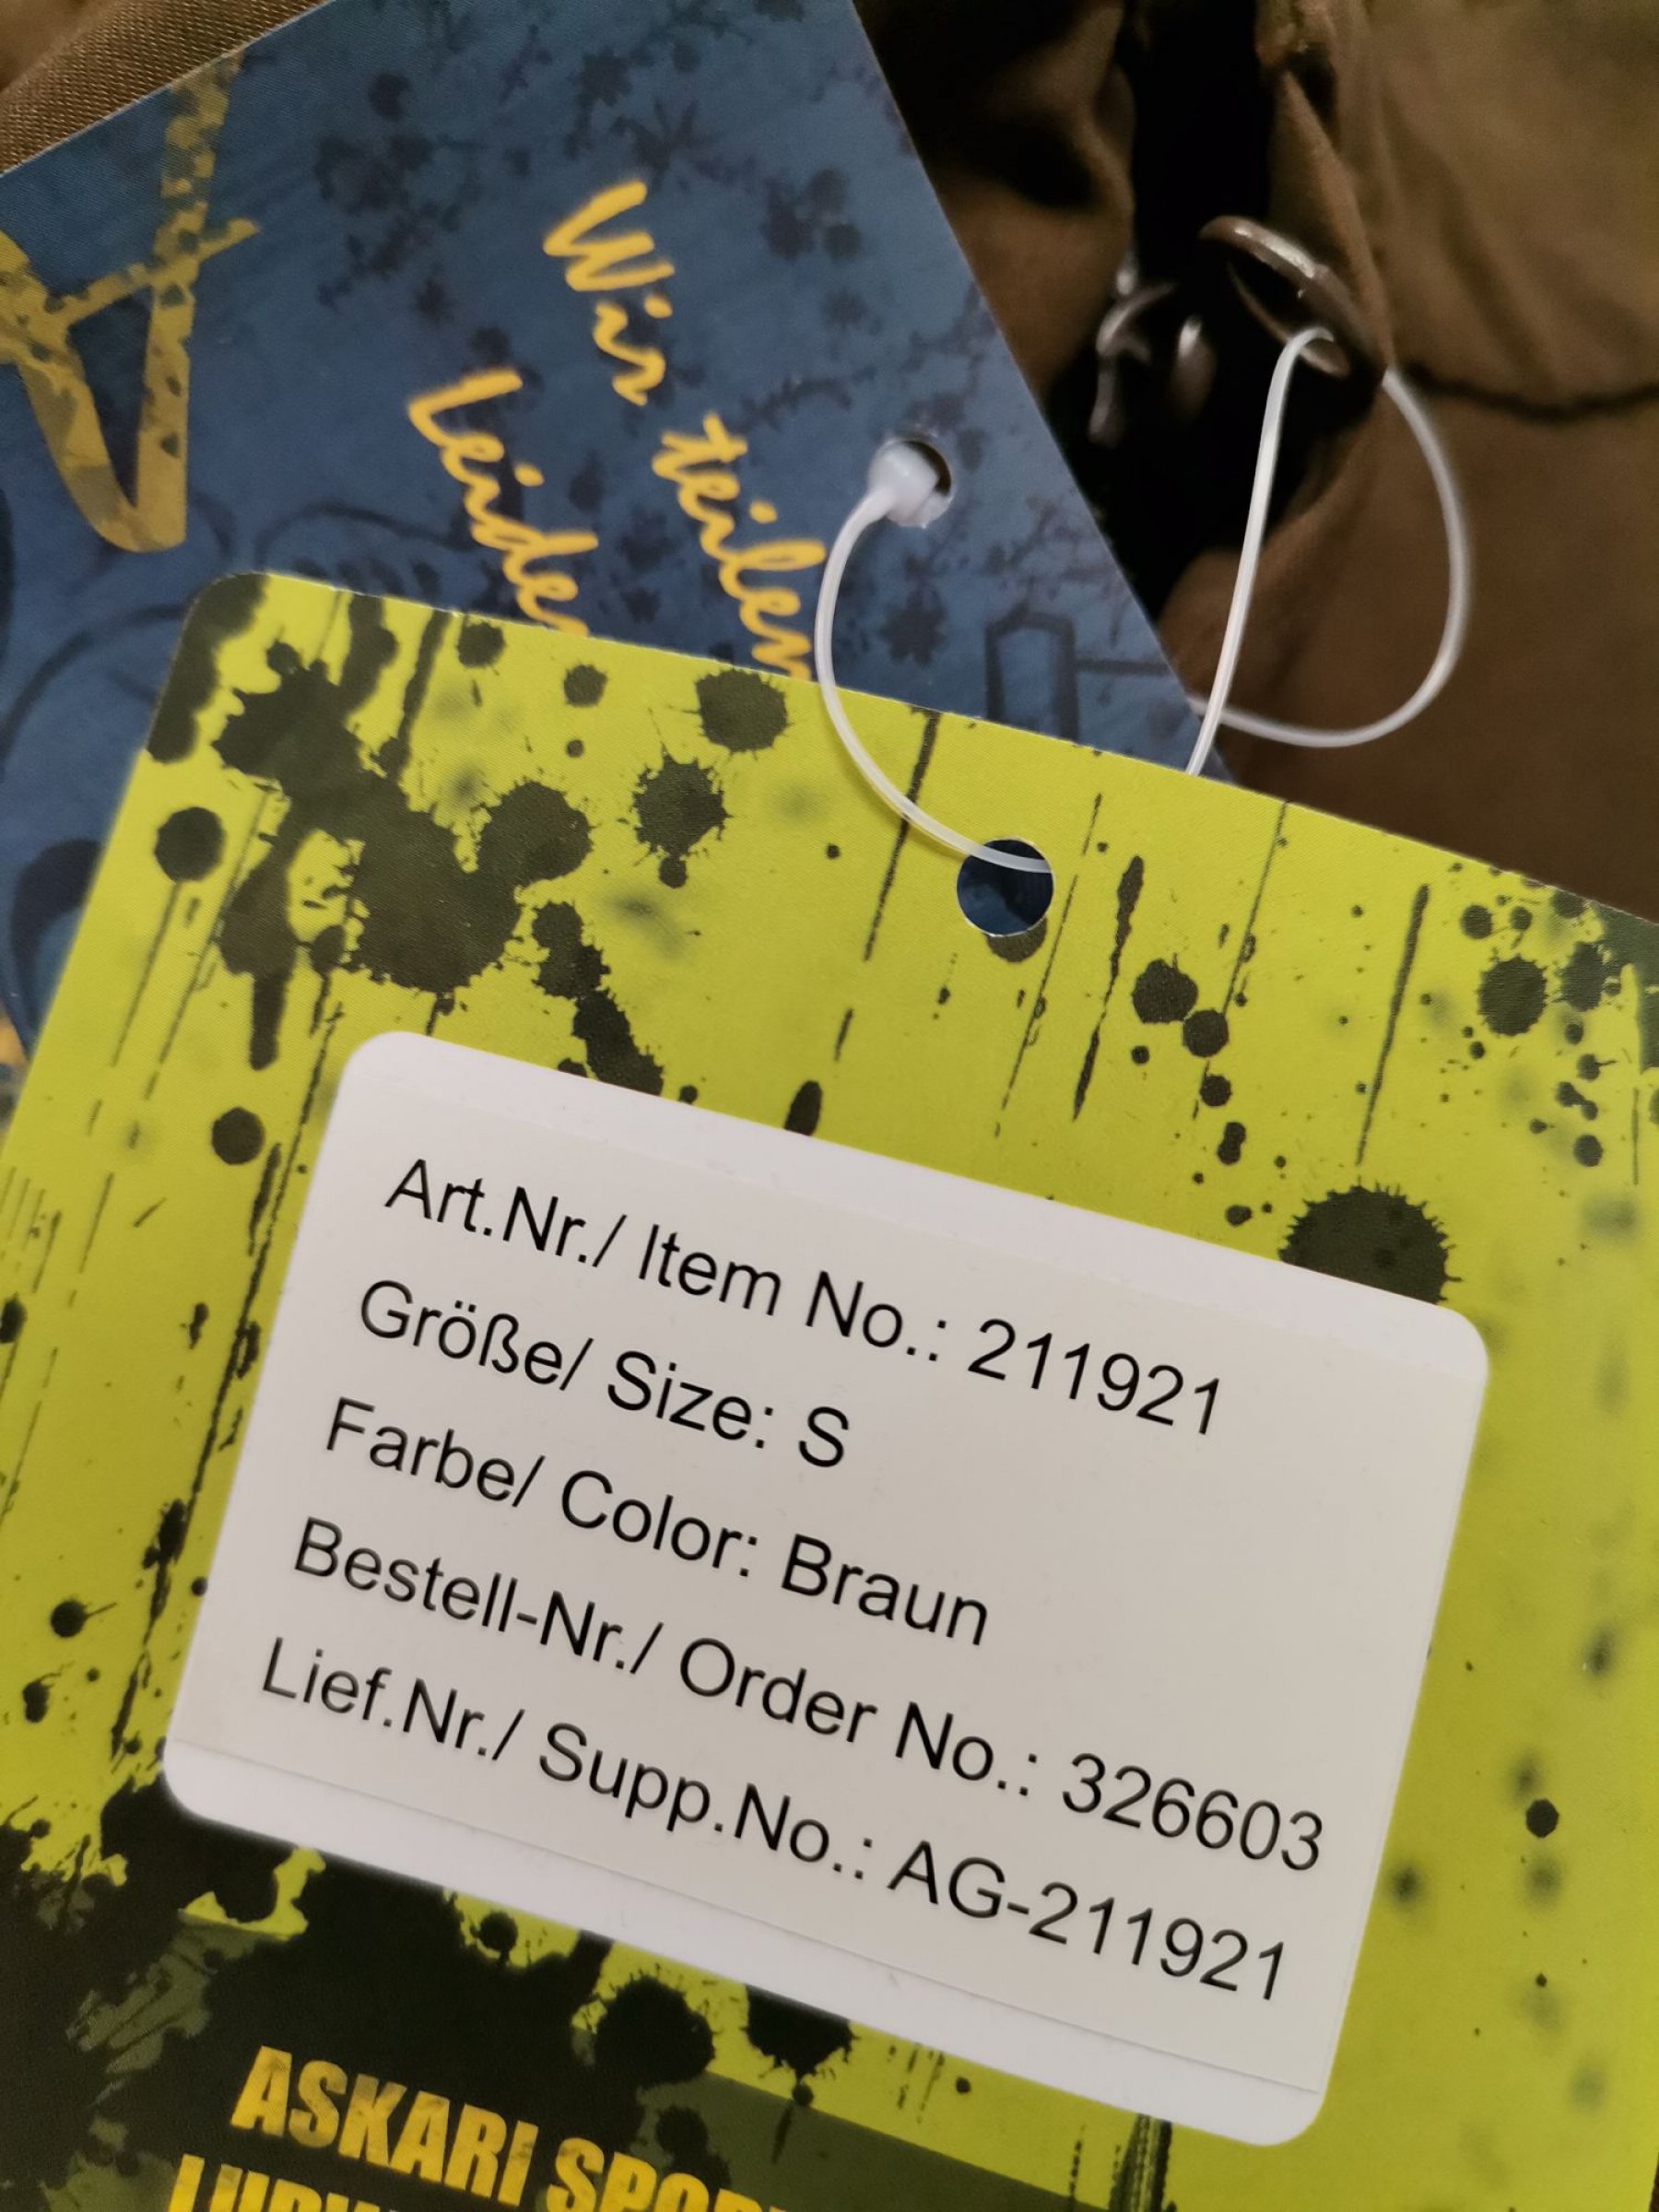 Wir teilen
Art.Nr./ Item No.: 211921
Größe/ Size: S
Farbe/ Color: Braun
Bestell-Nr./ Order No.: 326603
Lief.Nr./ Supp.No.: AG-211921
ASKARI